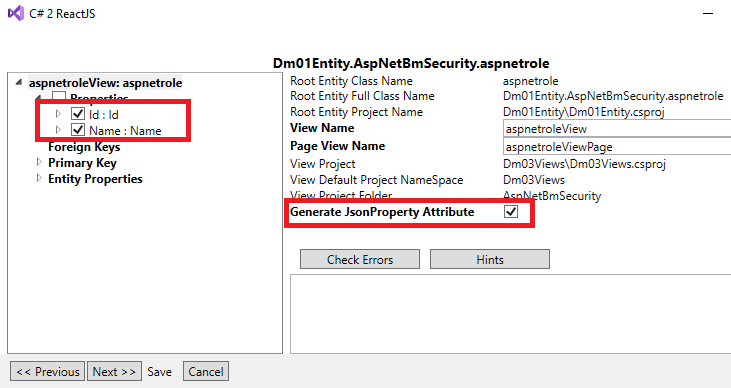 C# 2 ReactJS
Dm01Entity.AspNetBmSecurity.aspnetrole
aspnetroleView: aspnetrole
Properties
Id : Id
Name : Name
Foreign Keys
Primary Key
Entity Properties
Root Entity Class Name aspnetrole
Root Entity Full Class Name Dm01Entity.AspNetBmSecurity.aspnetrole
Root Entity Project Name Dm01Entity\Dm01Entity.csproj
View Name aspnetroleView
Page View Name aspnetroleViewPage
View Project Dm03Views\Dm03Views.csproj
View Default Project NameSpace Dm03Views
View Project Folder AspNetBmSecurity
Generate JsonProperty Attribute
Check Errors Hints
<< Previous Next >> Save Cancel